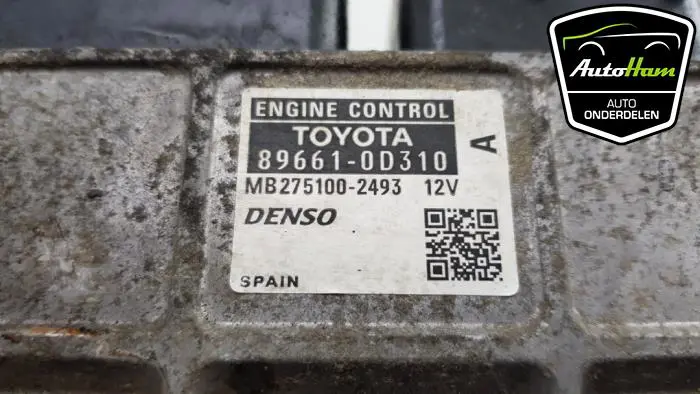 AutoHam
AUTO
ONDERDELEN
ENGINE CONTROL
TOYOTA
89661-0D310
A
MB275100-2493 12V
DENSO
SPAIN